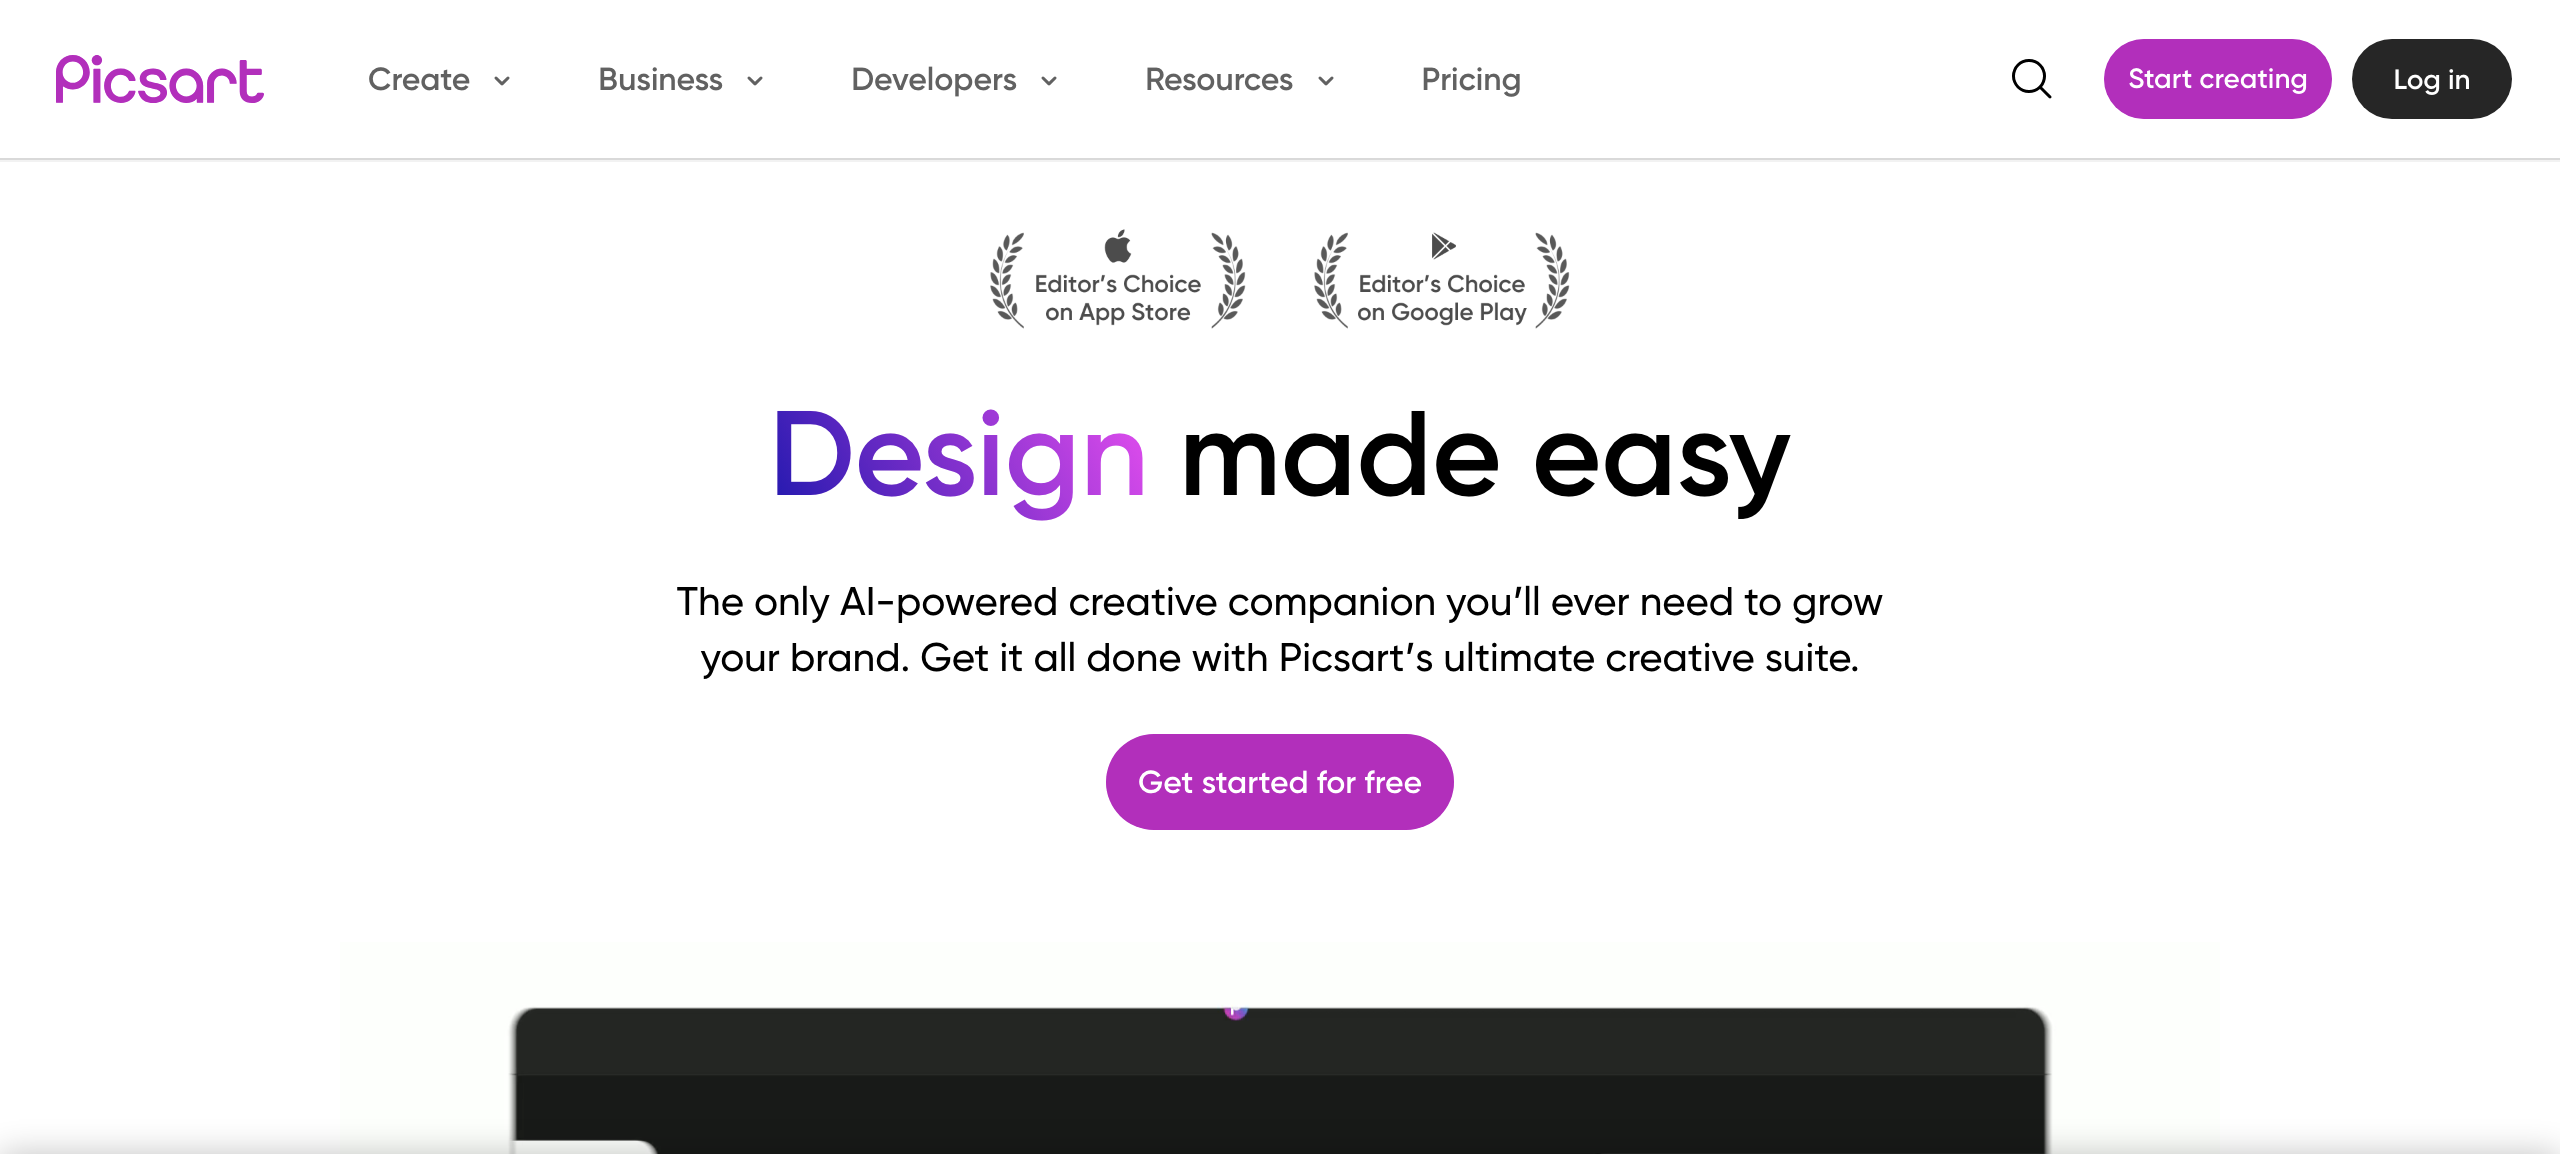 Picsart
Create
Business
Developers
Resources
Pricing
Start creating
Log in
Editor’s Choice
on App Store
Editor’s Choice
on Google Play
Design made easy
The only AI-powered creative companion you’ll ever need to grow
your brand. Get it all done with Picsart’s ultimate creative suite.
Get started for free